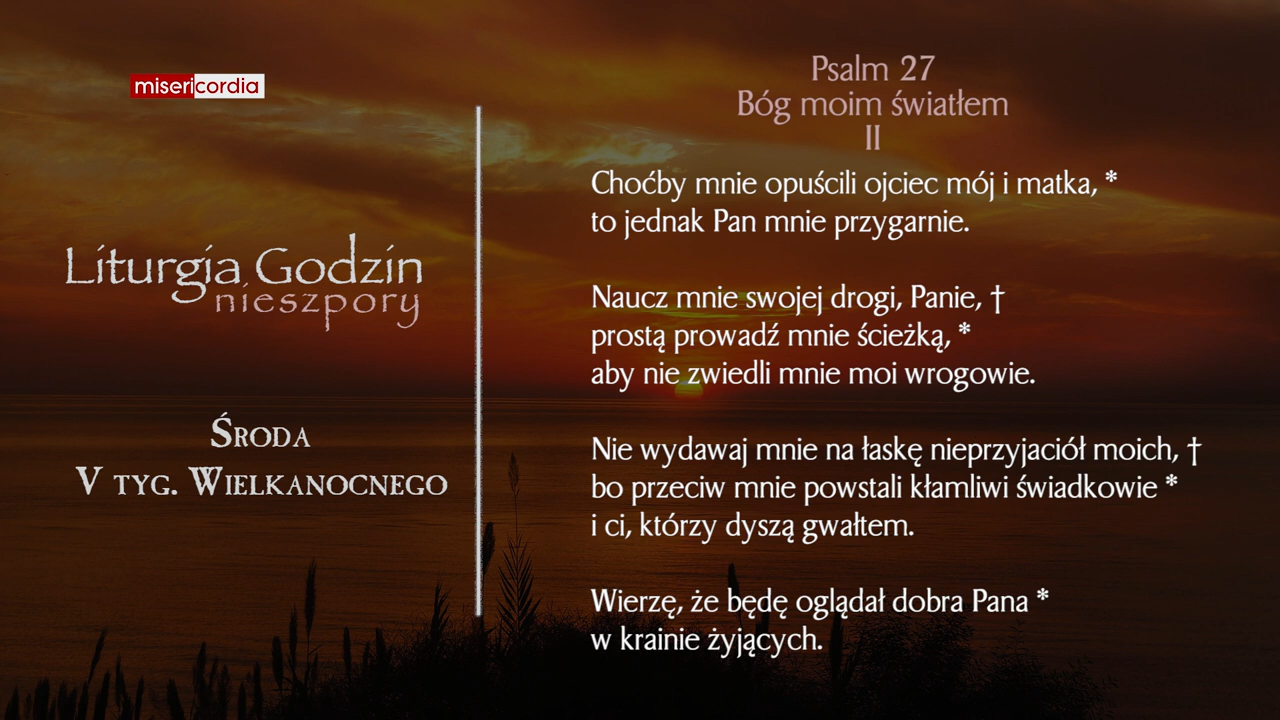 misericordia
Liturgia Godzin
nieszpory
Środa
V tyg. Wielkanocnego
Psalm 27
Bóg moim światłem
II
Choćby mnie opuścili ojciec mój i matka, *
to jednak Pan mnie przygarnie.
Naucz mnie swojej drogi, Panie, †
prostą prowadź mnie ścieżką, *
aby nie zwiedli mnie moi wrogowie.
Nie wydawaj mnie na łaskę nieprzyjaciół moich, †
bo przeciw mnie powstali kłamliwi świadkowie *
i ci, którzy dyszą gwałtem.
Wierzę, że będę oglądał dobra Pana *
w krainie żyjących.